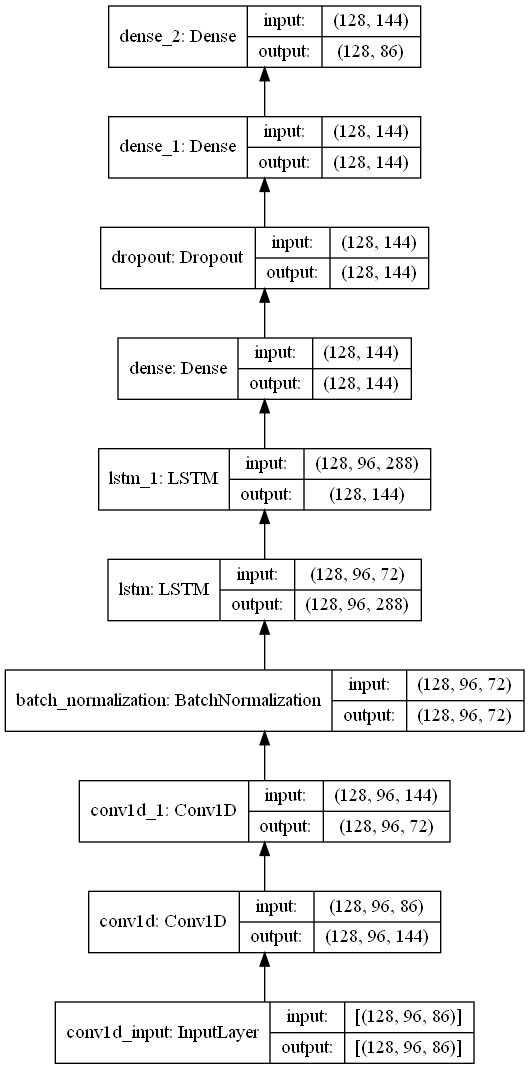 dense_2: Dense
input: (128, 144)
output: (128, 86)
dense_1: Dense
input: (128, 144)
output: (128, 144)
dropout: Dropout
input: (128, 144)
output: (128, 144)
dense: Dense
input: (128, 144)
output: (128, 144)
lstm_1: LSTM
input: (128, 96, 288)
output: (128, 144)
lstm: LSTM
input: (128, 96, 72)
output: (128, 96, 288)
batch_normalization: BatchNormalization
input: (128, 96, 72)
output: (128, 96, 72)
conv1d_1: Conv1D
input: (128, 96, 144)
output: (128, 96, 72)
conv1d: Conv1D
input: (128, 96, 86)
output: (128, 96, 144)
conv1d_input: InputLayer
input: [(128, 96, 86)]
output: [(128, 96, 86)]